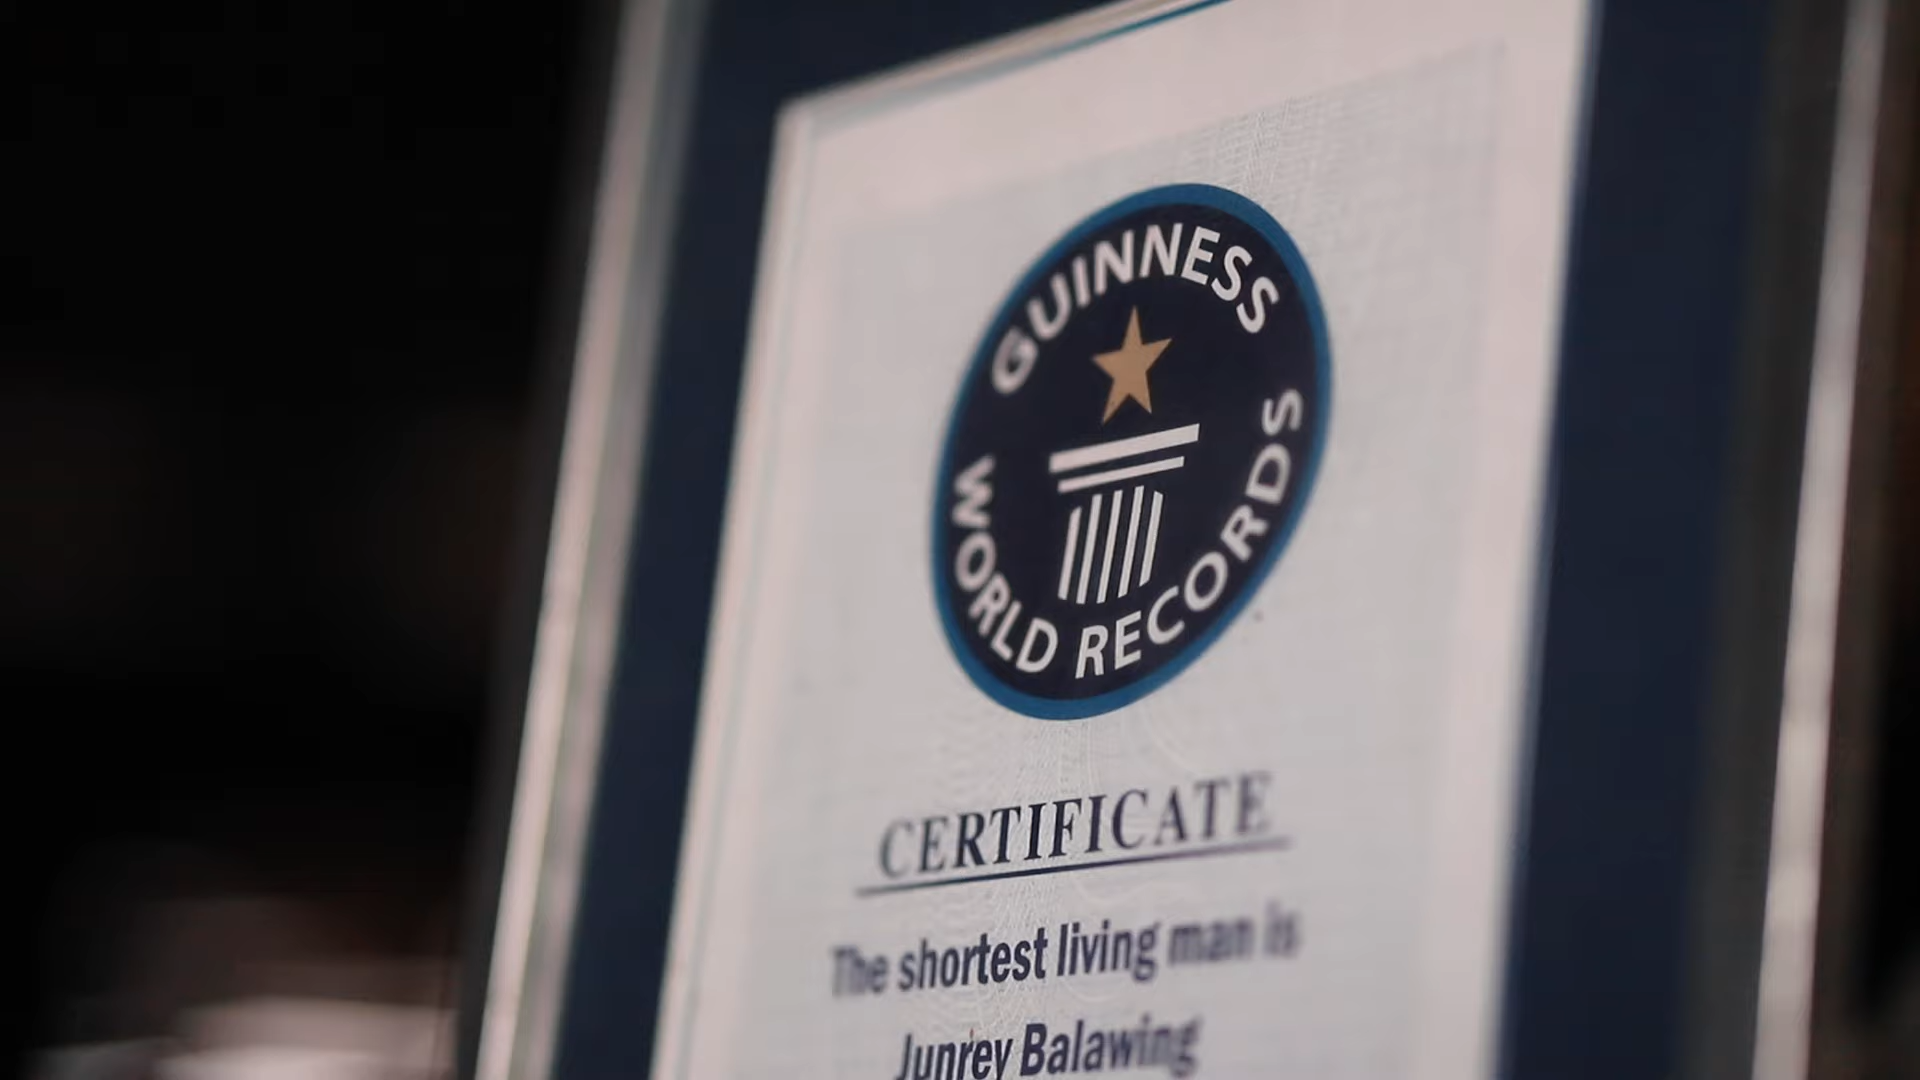 GUINNESS
WORLD RECORDS
CERTIFICATE
The shortest living man is
Junrey Balawing